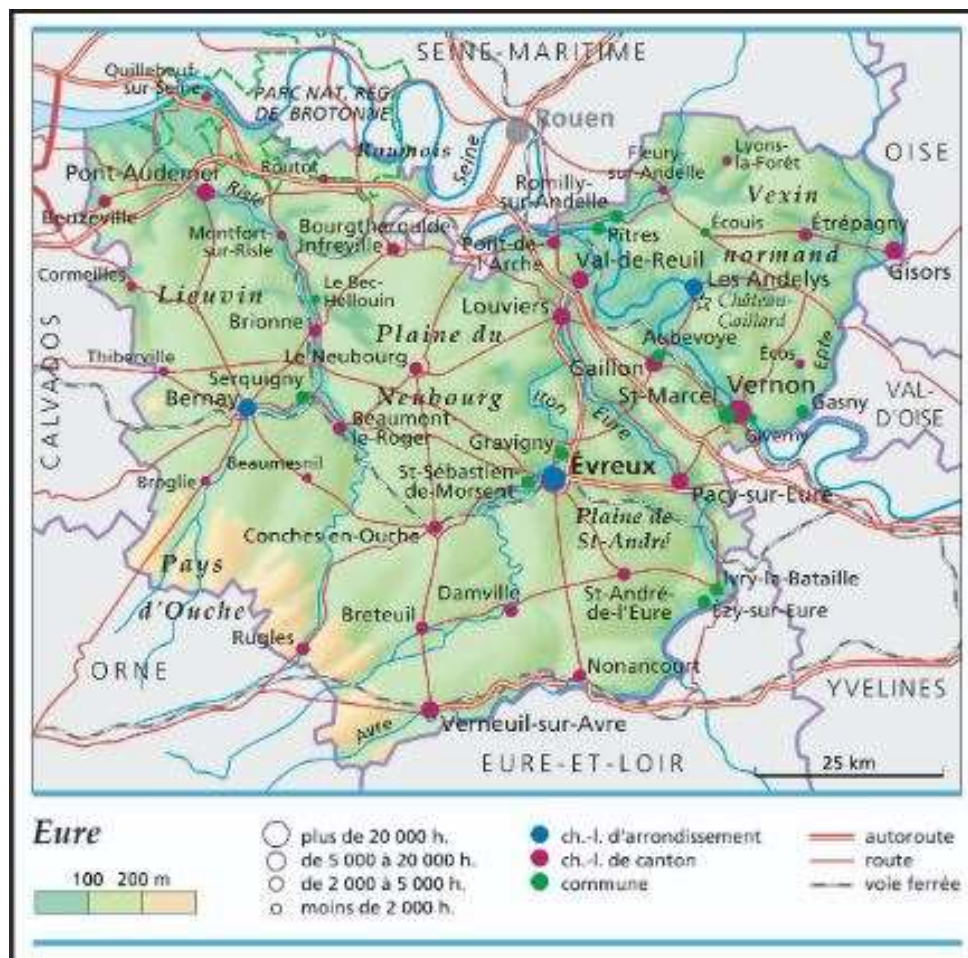 SEINE-MARITIME
Quillebeuf-
sur-Seine
PARC NAT. RÉG.
DE BROTONNE
Rouen
Seine
Roumois
OISE
Lyons-
la-Forêt
Fleury-
sur-Andelle
Vexin
normand
Pont-Audemer
Risle
Routot
Romilly-
sur-Andelle
Beuzeville
Montfort-
sur-Risle
Bourgtheroulde-
Infreville
Pont-de-
l'Arche
Pîtres
Écouis
Étrépagny
Gisors
Val-de-Reuil
Les Andelys
Château-
Gaillard
Cormeilles
Lieuvin
Le Bec-
Hellouin
Louviers
Brionne
Plaine du
Neubourg
Aubevoye
Écos
Epte
CALVADOS
Thiberville
Le Neubourg
Gaillon
VAL-
D'OISE
Serquigny
Bernay
Iton
Eure
St-Marcel
Vernon
Gasny
Giverny
Beaumont-
le-Roger
Gravigny
Évreux
Broglie
Beaumesnil
St-Sébastien-
de-Morsent
Pacy-sur-Eure
Conches-en-Ouche
Plaine de
St-André
Pays
d'Ouche
Damville
St-André-
de-l'Eure
Ivry-la-Bataille
Ezy-sur-Eure
Breteuil
Rugles
ORNE
Nonancourt
YVELINES
Avre
Verneuil-sur-Avre
EURE-ET-LOIR
25 km
Eure
100 200 m
plus de 20 000 h.
de 5 000 à 20 000 h.
de 2 000 à 5 000 h.
moins de 2 000 h.
ch.-l. d'arrondissement
ch.-l. de canton
commune
autoroute
route
voie ferrée